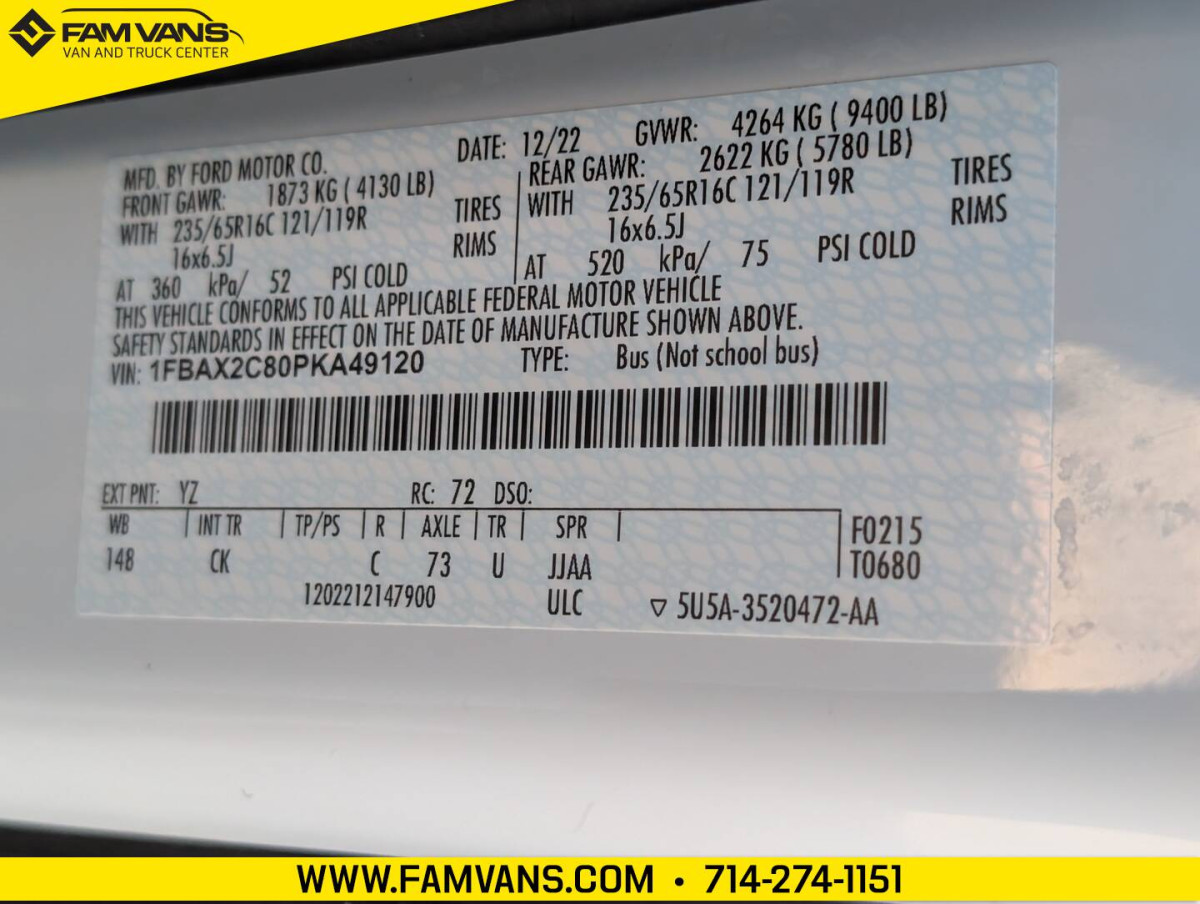 FAM VANS
VAN AND TRUCK CENTER
MFD. BY FORD MOTOR CO. DATE: 12/22 GVWR: 4264 KG ( 9400 LB)
FRONT GAWR: 1873 KG ( 4130 LB) REAR GAWR: 2622 KG ( 5780 LB)
WITH 235/65R16C 121/119R TIRES WITH 235/65R16C 121/119R TIRES
16x6.5J RIMS 16x6.5J RIMS
AT 360 kPa/ 52 PSI COLD AT 520 kPa/ 75 PSI COLD
THIS VEHICLE CONFORMS TO ALL APPLICABLE FEDERAL MOTOR VEHICLE
SAFETY STANDARDS IN EFFECT ON THE DATE OF MANUFACTURE SHOWN ABOVE.
VIN: 1FBAX2C80PKA49120 TYPE: Bus (Not school bus)
EXT PNT: YZ RC: 72 DSO:
WB | INT TR | TP/PS | R | AXLE | TR | SPR | F0215
148 CK C 73 U JJAA T0680
1202212147900 ULC ▽ 5U5A-3520472-AA
WWW.FAMVANS.COM • 714-274-1151